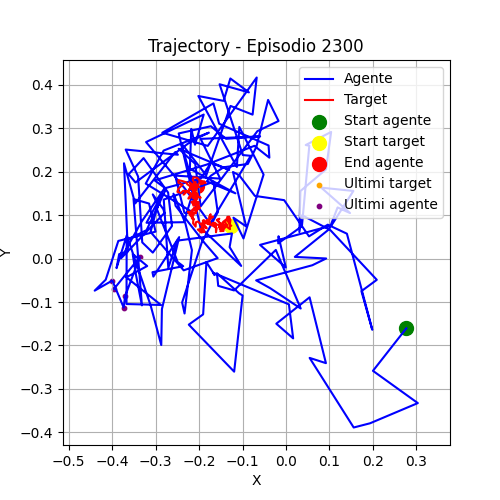 Trajectory - Episodio 2300
Agente
Target
Start agente
Start target
End agente
Ultimi target
Ultimi agente
0.4
0.3
0.2
0.1
0.0
−0.1
−0.2
−0.3
−0.4
Y
−0.5 −0.4 −0.3 −0.2 −0.1 0.0 0.1 0.2 0.3
X